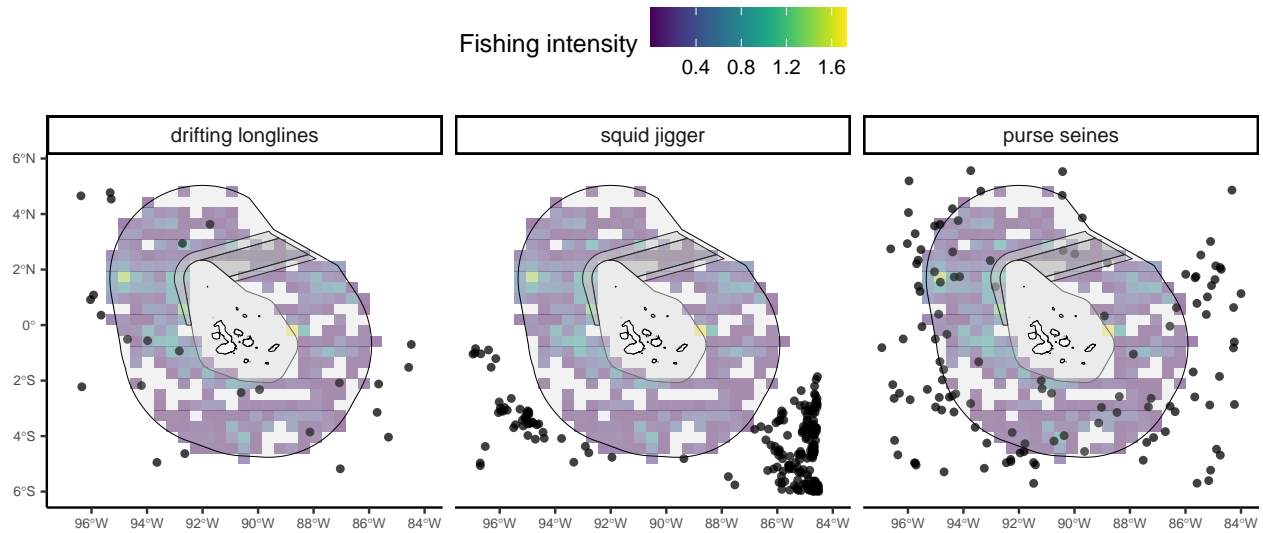 Fishing intensity
0.4 0.8 1.2 1.6
drifting longlines squid jigger purse seines
6°N
4°N
2°N
0°
2°S
4°S
6°S
96°W 94°W 92°W 90°W 88°W 86°W 84°W 96°W 94°W 92°W 90°W 88°W 86°W 84°W 96°W 94°W 92°W 90°W 88°W 86°W 84°W